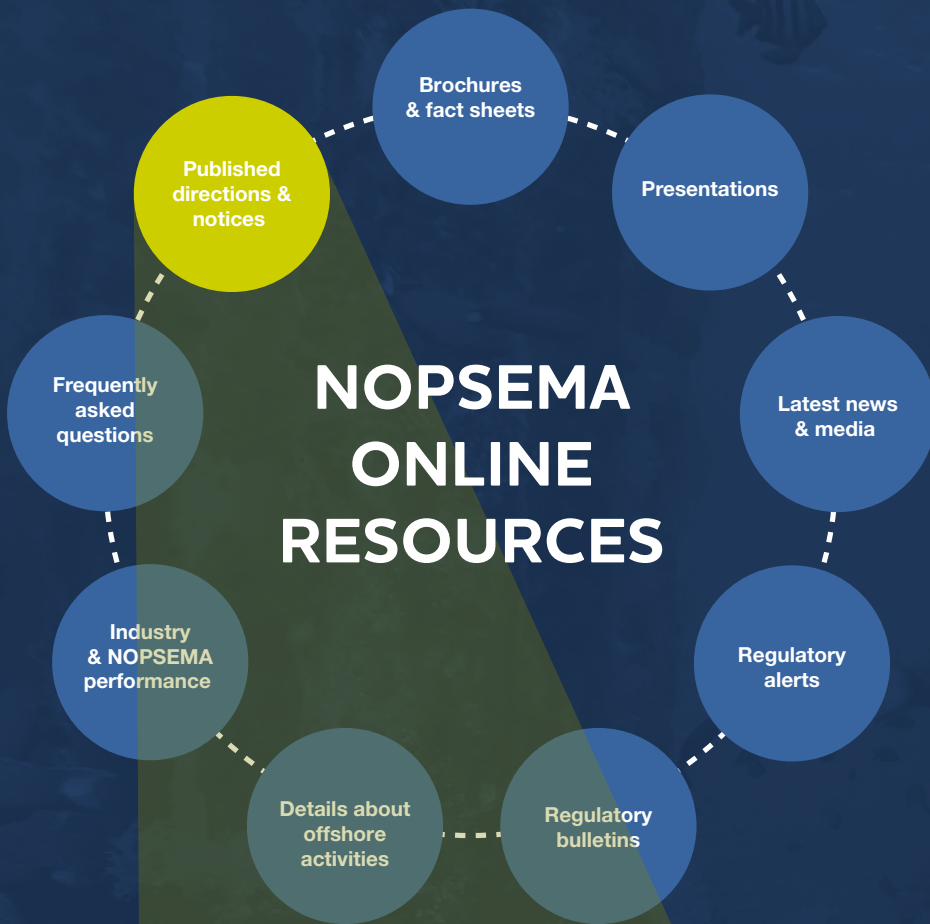 Brochures
& fact sheets
Presentations
Latest news
& media
Regulatory
alerts
Regulatory
bulletins
Details about
offshore
activities
Industry
& NOPSEMA
performance
Frequently
asked
questions
Published
directions &
notices
NOPSEMA
ONLINE
RESOURCES